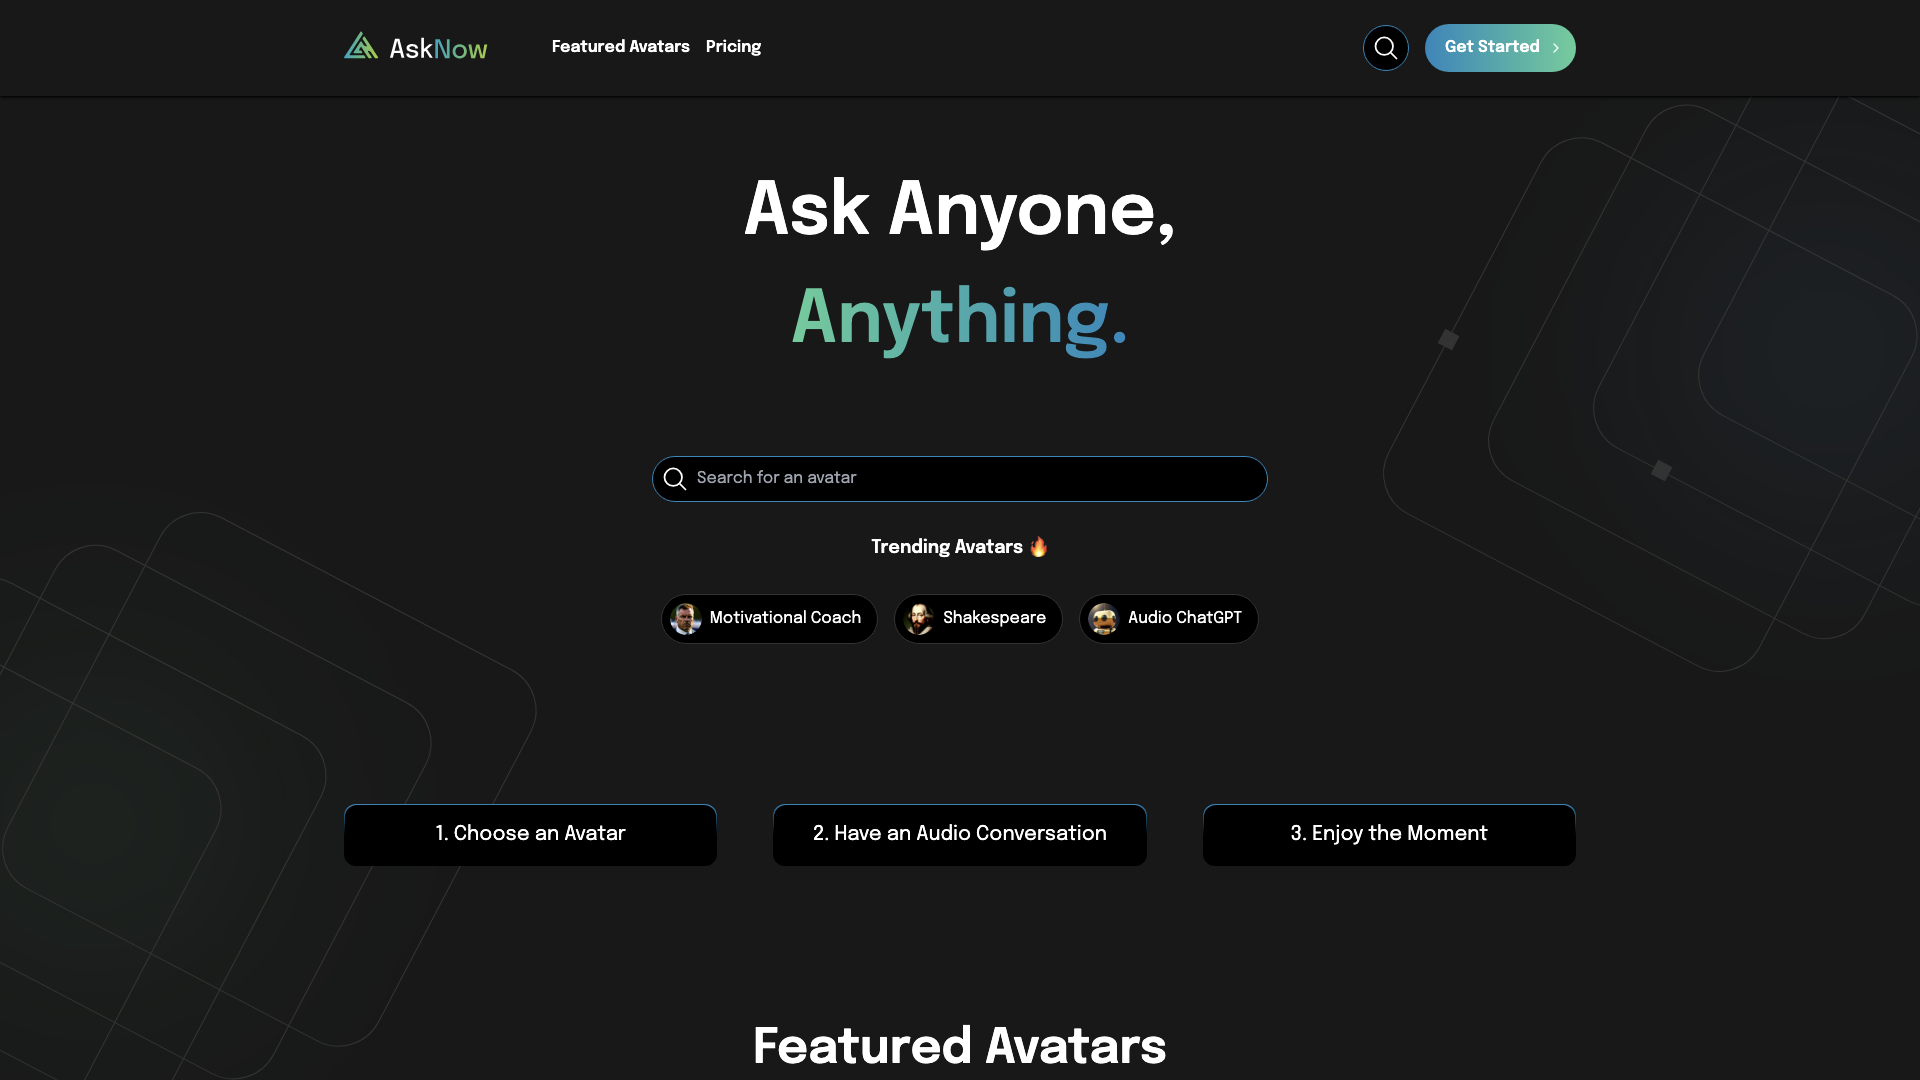 AskNow
Featured Avatars
Pricing
Get Started
Ask Anyone,
Anything.
Search for an avatar
Trending Avatars 🔥
Motivational Coach
Shakespeare
Audio ChatGPT
1. Choose an Avatar
2. Have an Audio Conversation
3. Enjoy the Moment
Featured Avatars